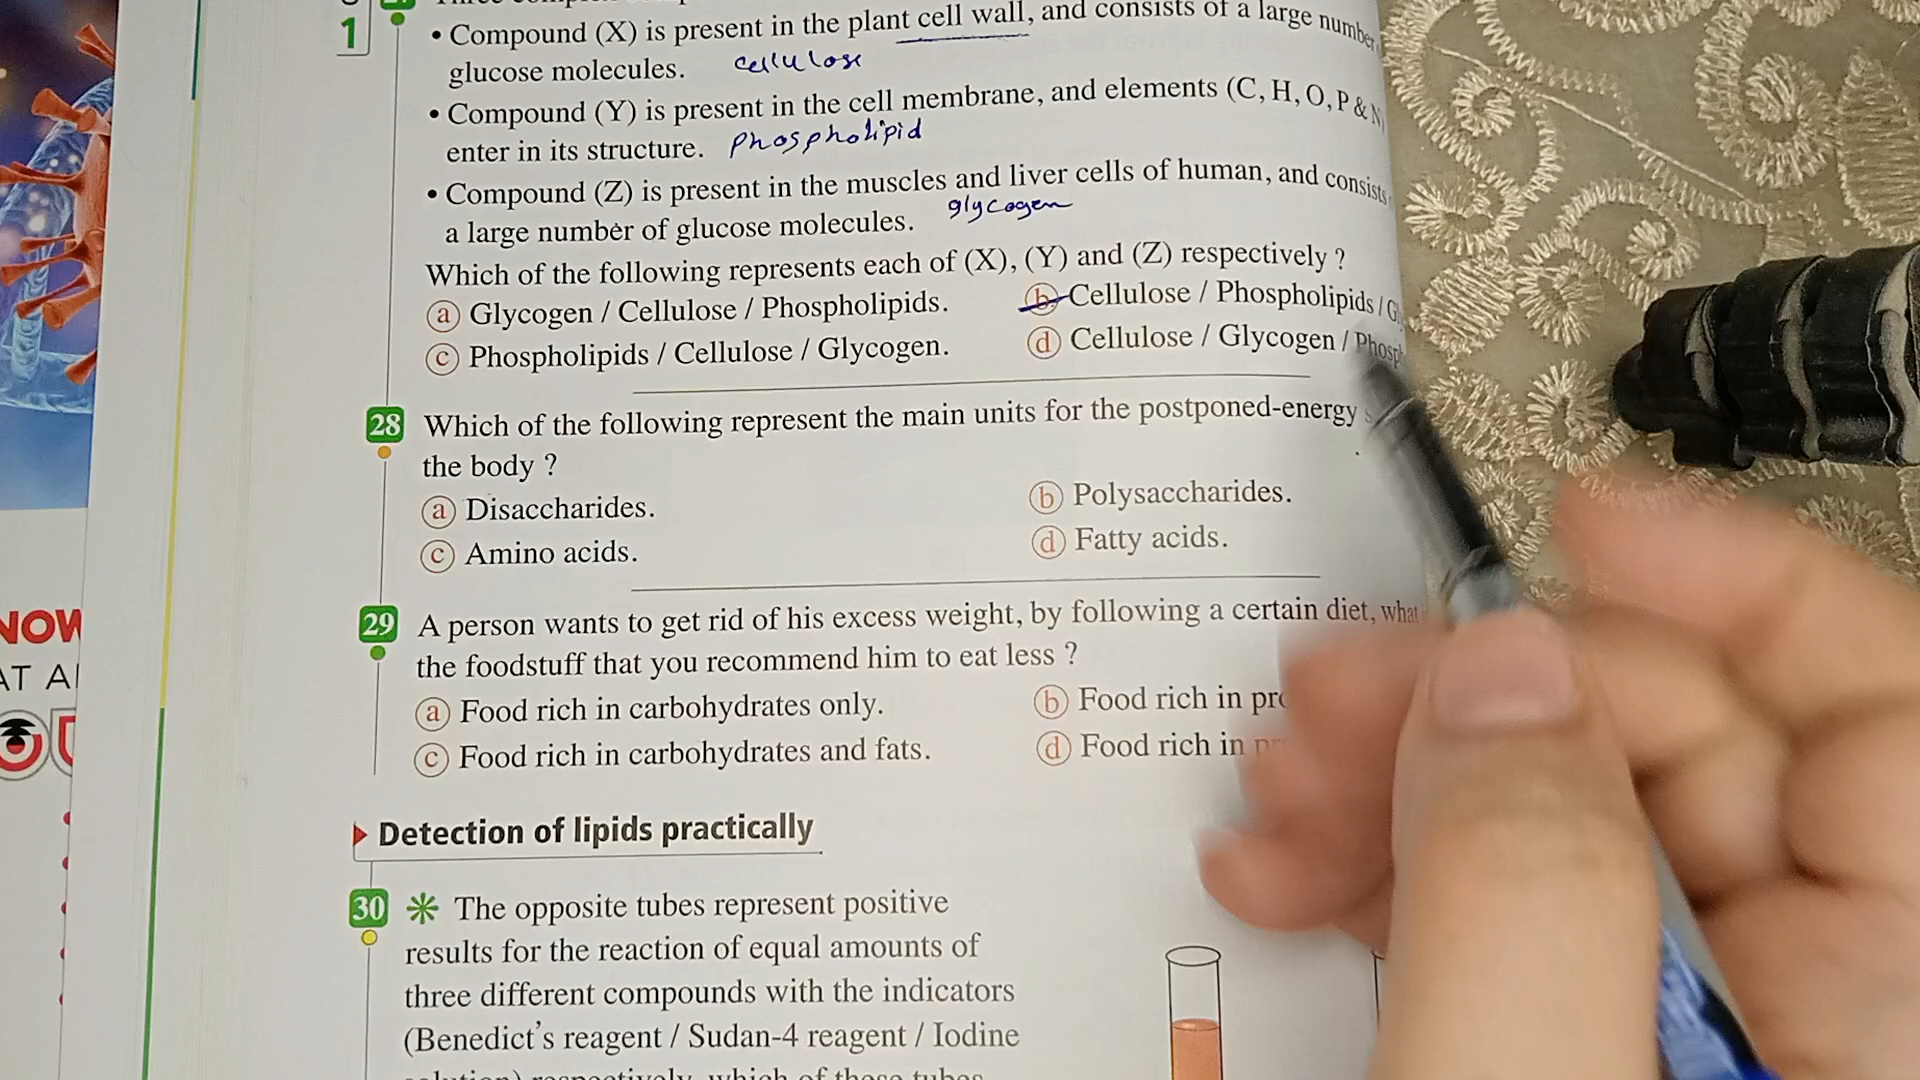 1
• Compound (X) is present in the plant cell wall, and consists of a large number
glucose molecules. cellulose
• Compound (Y) is present in the cell membrane, and elements (C, H, O, P & N)
enter in its structure. phospholipid
• Compound (Z) is present in the muscles and liver cells of human, and consists
a large number of glucose molecules. glycogen
Which of the following represents each of (X), (Y) and (Z) respectively ?
a Glycogen / Cellulose / Phospholipids.
b Cellulose / Phospholipids /
c Phospholipids / Cellulose / Glycogen.
d Cellulose / Glycogen /
28 Which of the following represent the main units for the postponed-energy
the body ?
a Disaccharides.
b Polysaccharides.
c Amino acids.
d Fatty acids.
29 A person wants to get rid of his excess weight, by following a certain diet, what
the foodstuff that you recommend him to eat less ?
a Food rich in carbohydrates only.
b Food rich in
c Food rich in carbohydrates and fats.
d Food rich in
Detection of lipids practically
30 The opposite tubes represent positive
results for the reaction of equal amounts of
three different compounds with the indicators
(Benedict's reagent / Sudan-4 reagent / Iodine
NOW